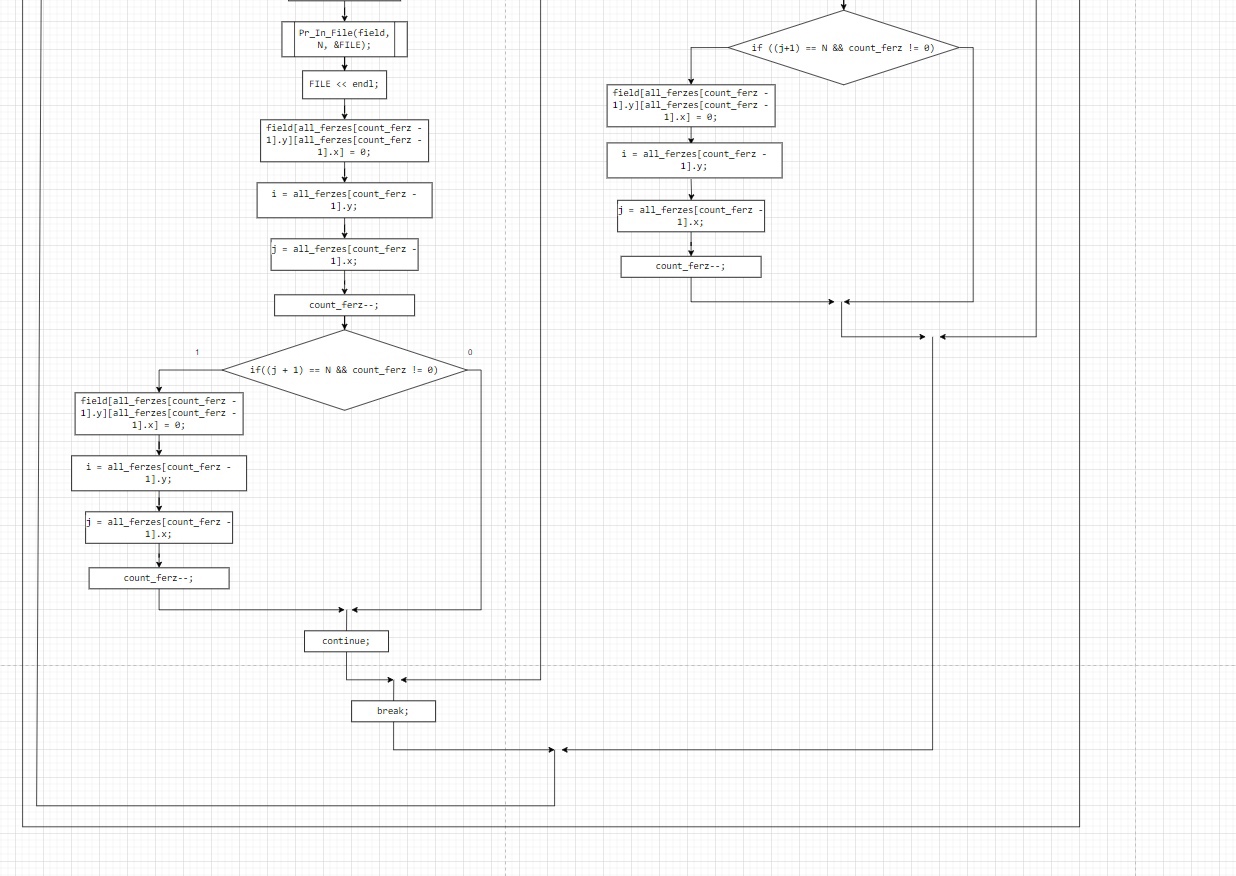 Pr_In_File(field,
N, &FILE);
FILE << endl;
field[all_ferzes[count_ferz -
1].y][all_ferzes[count_ferz -
1].x] = 0;
i = all_ferzes[count_ferz -
1].y;
j = all_ferzes[count_ferz -
1].x;
count_ferz--;
1
0
if((j + 1) == N && count_ferz != 0)
field[all_ferzes[count_ferz -
1].y][all_ferzes[count_ferz -
1].x] = 0;
i = all_ferzes[count_ferz -
1].y;
j = all_ferzes[count_ferz -
1].x;
count_ferz--;
continue;
break;
if ((j+1) == N && count_ferz != 0)
field[all_ferzes[count_ferz -
1].y][all_ferzes[count_ferz -
1].x] = 0;
i = all_ferzes[count_ferz -
1].y;
j = all_ferzes[count_ferz -
1].x;
count_ferz--;